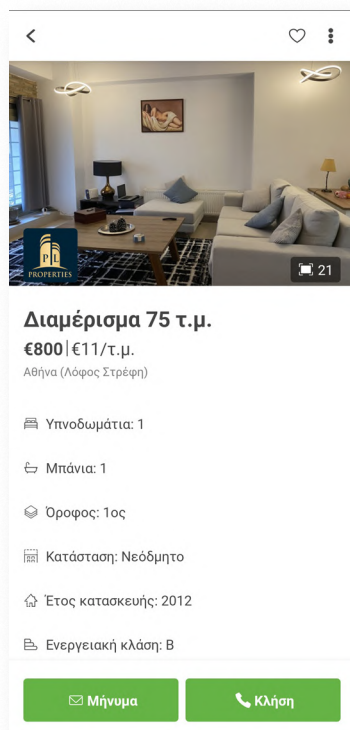 PL
PROPERTIES
21
Διαμέρισμα 75 τ.μ.
€800|€11/τ.μ.
Αθήνα (Λόφος Στρέφη)
Υπνοδωμάτια: 1
Μπάνια: 1
Όροφος: 1ος
Κατάσταση: Νεόδμητο
Έτος κατασκευής: 2012
Ενεργειακή κλάση: Β
Μήνυμα
Κλήση